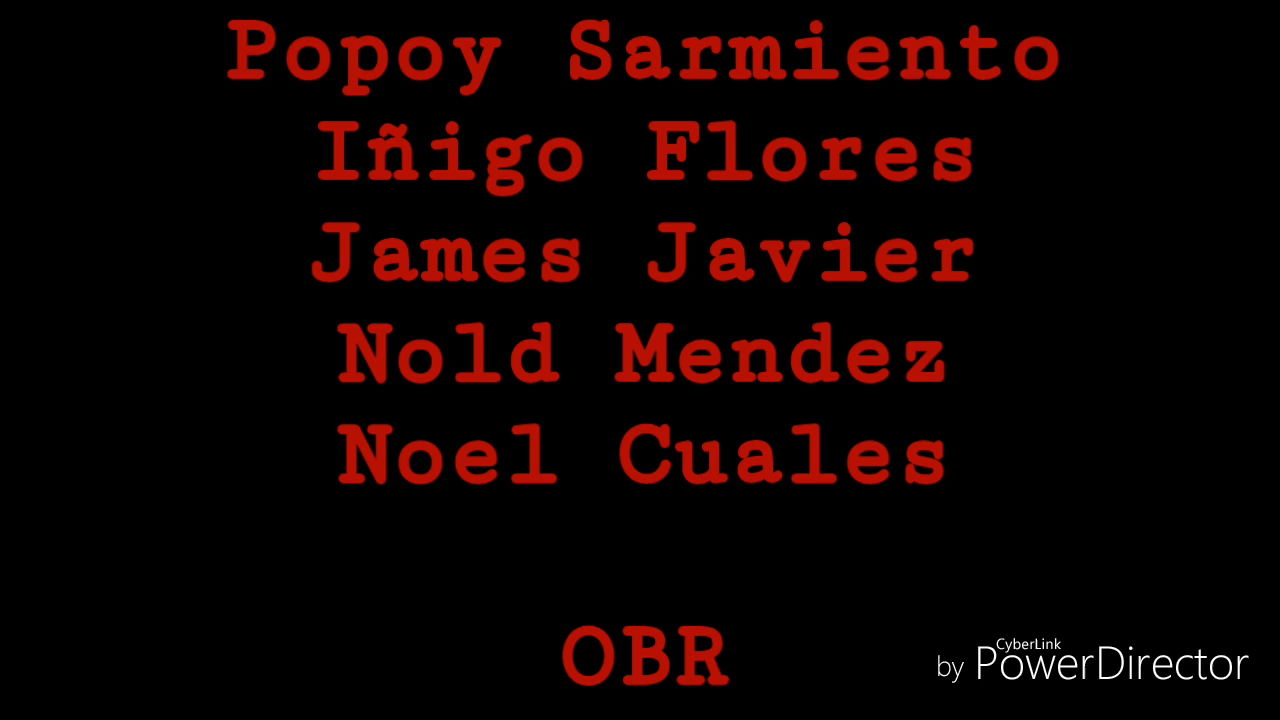 Popoy Sarmiento
Iñigo Flores
James Javier
Nold Mendez
Noel Cuales
OBR
by CyberLink PowerDirector